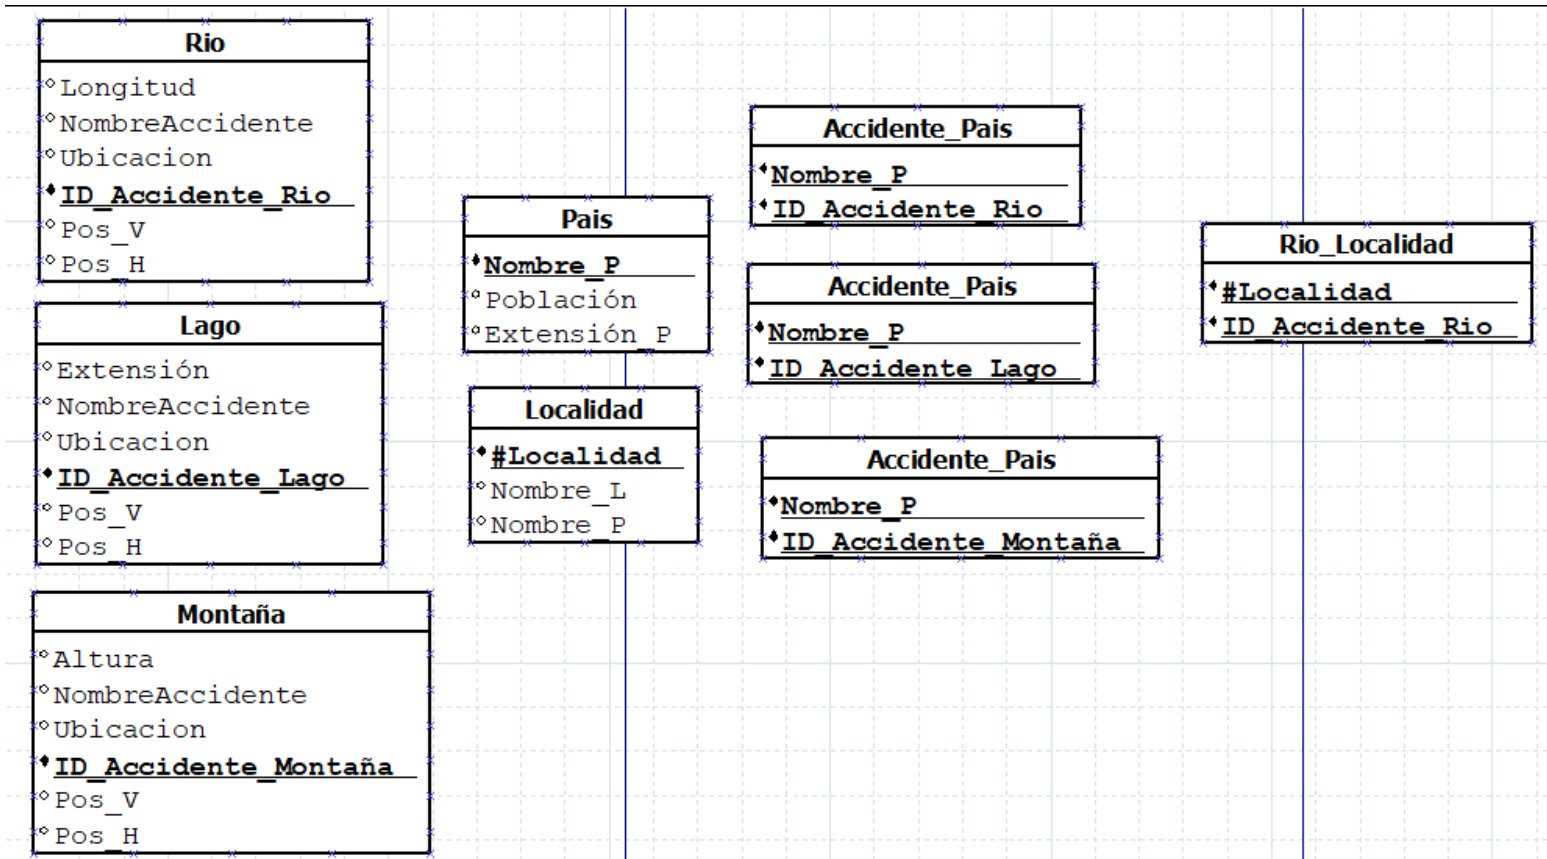 Rio
Longitud
NombreAccidente
Ubicacion
ID_Accidente_Rio
Pos_V
Pos_H
Lago
Extensión
NombreAccidente
Ubicacion
ID_Accidente_Lago
Pos_V
Pos_H
Montaña
Altura
NombreAccidente
Ubicacion
ID_Accidente_Montaña
Pos_V
Pos_H
Pais
Nombre_P
Población
Extensión_P
Localidad
#Localidad
Nombre_L
Nombre_P
Accidente_Pais
Nombre_P
ID_Accidente_Rio
Accidente_Pais
Nombre_P
ID_Accidente_Lago
Accidente_Pais
Nombre_P
ID_Accidente_Montaña
Rio_Localidad
#Localidad
ID_Accidente_Rio